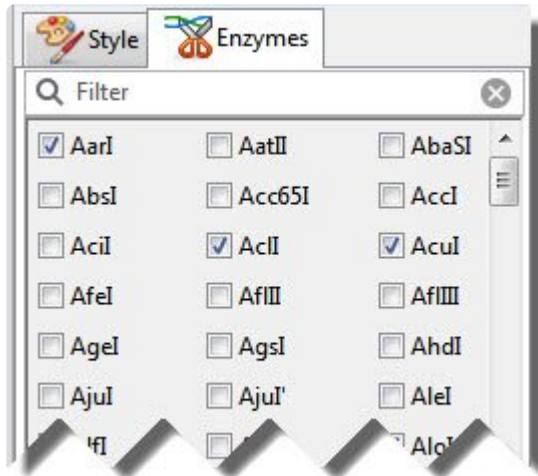 Style Enzymes
Filter
AarI AatII AbaSI
AbsI Acc65I AccI
AciI AclI AcuI
AfeI AflII AflIII
AgeI AgsI AhdI
AjuI AjuI' AleI